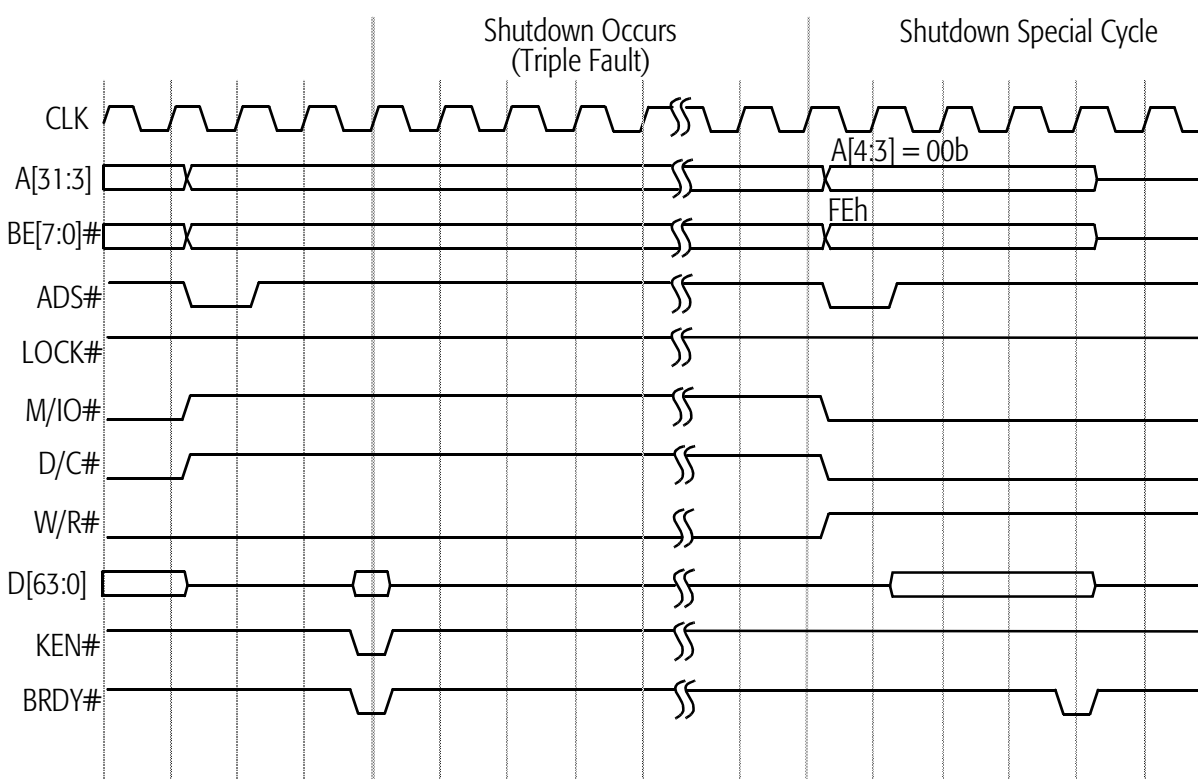 Shutdown Occurs
(Triple Fault)
Shutdown Special Cycle
CLK
A[4:3] = 00b
A[31:3]
FEh
BE[7:0]#
ADS#
LOCK#
M/IO#
D/C#
W/R#
D[63:0]
KEN#
BRDY#